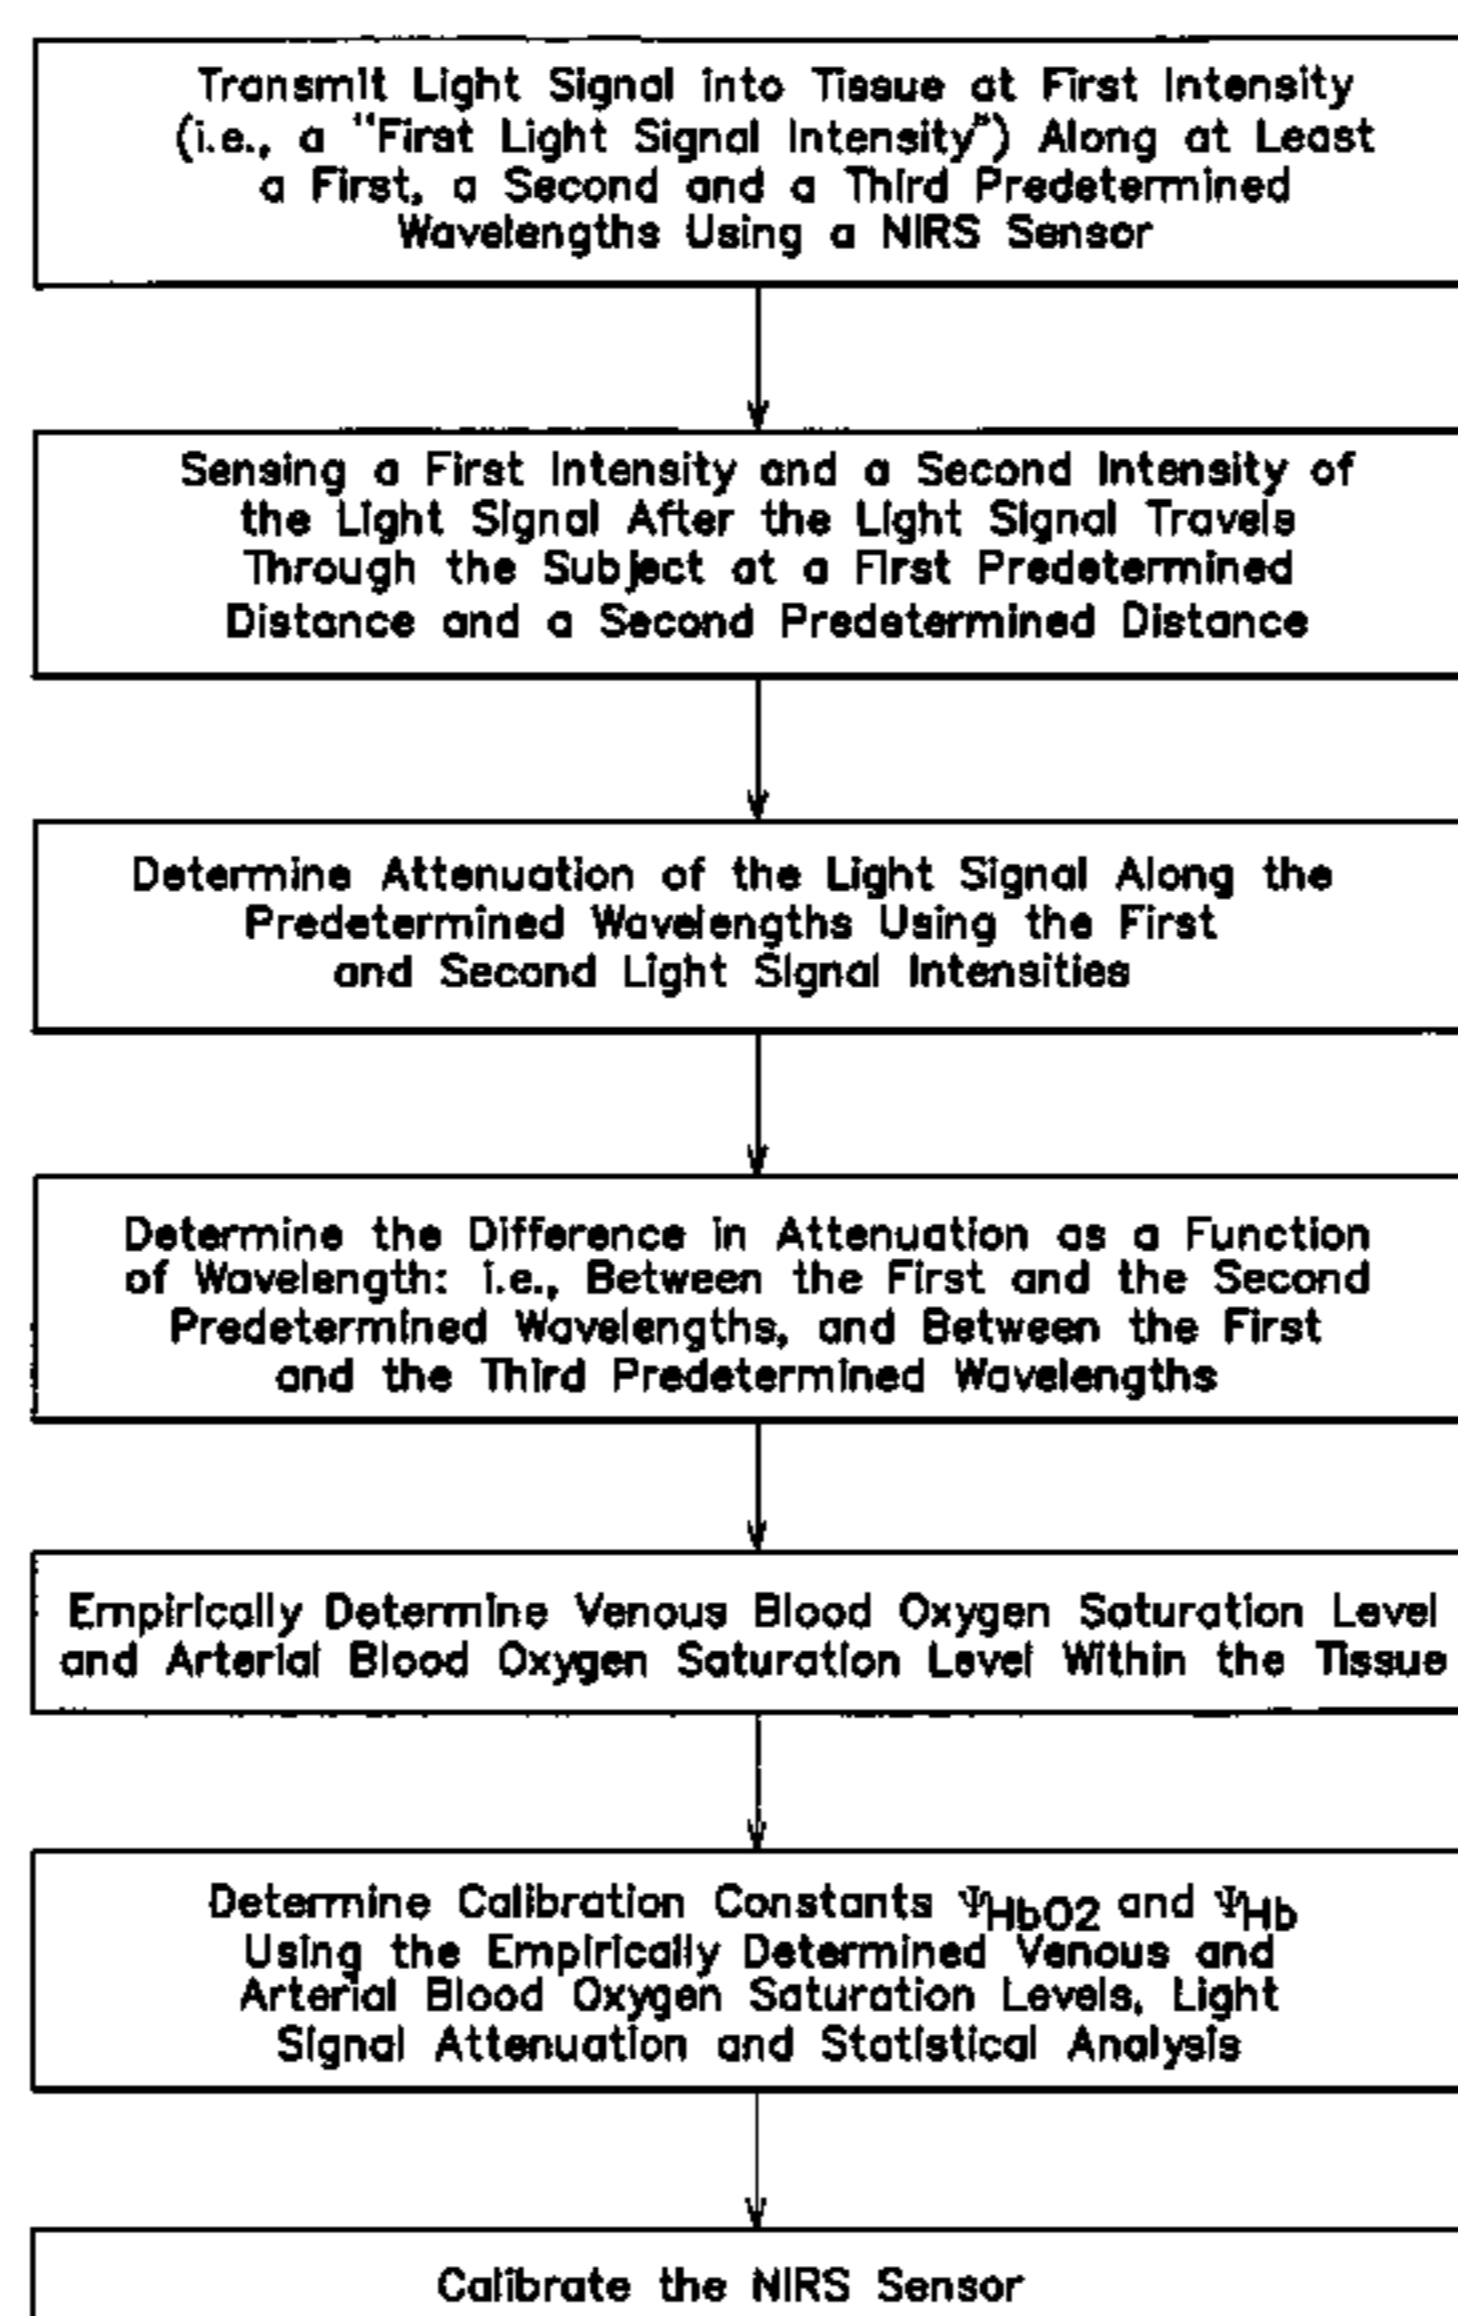 Transmit Light Signal into Tissue at First Intensity
(i.e., a "First Light Signal Intensity") Along at Least
a First, a Second and a Third Predetermined
Wavelengths Using a NIRS Sensor
Sensing a First Intensity and a Second Intensity of
the Light Signal After the Light Signal Travels
Through the Subject at a First Predetermined
Distance and a Second Predetermined Distance
Determine Attenuation of the Light Signal Along the
Predetermined Wavelengths Using the First
and Second Light Signal Intensities
Determine the Difference in Attenuation as a Function
of Wavelength: i.e., Between the First and the Second
Predetermined Wavelengths, and Between the First
and the Third Predetermined Wavelengths
Empirically Determine Venous Blood Oxygen Saturation Level
and Arterial Blood Oxygen Saturation Level Within the Tissue
Determine Calibration Constants ΨHbO2 and ΨHb
Using the Empirically Determined Venous and
Arterial Blood Oxygen Saturation Levels, Light
Signal Attenuation and Statistical Analysis
Calibrate the NIRS Sensor